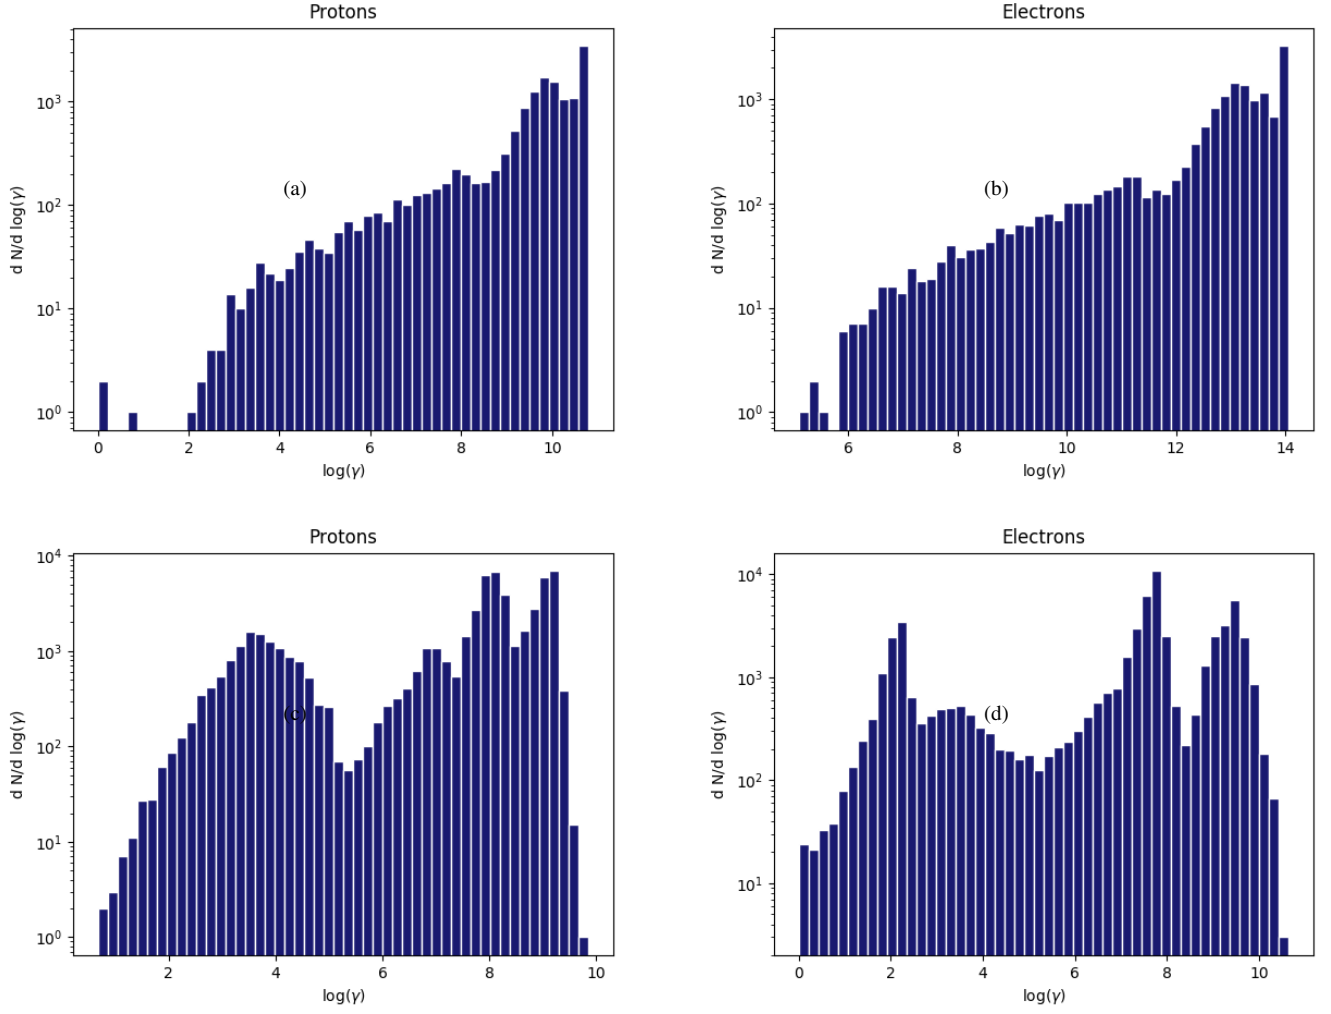 Protons
10³
10²
10¹
10⁰
d N/d log(γ)
(a)
0 2 4 6 8 10
log(γ)
Electrons
10³
10²
10¹
10⁰
d N/d log(γ)
(b)
6 8 10 12 14
log(γ)
Protons
10⁴
10³
10²
10¹
10⁰
d N/d log(γ)
(c)
2 4 6 8 10
log(γ)
Electrons
10⁴
10³
10²
10¹
d N/d log(γ)
(d)
0 2 4 6 8 10
log(γ)